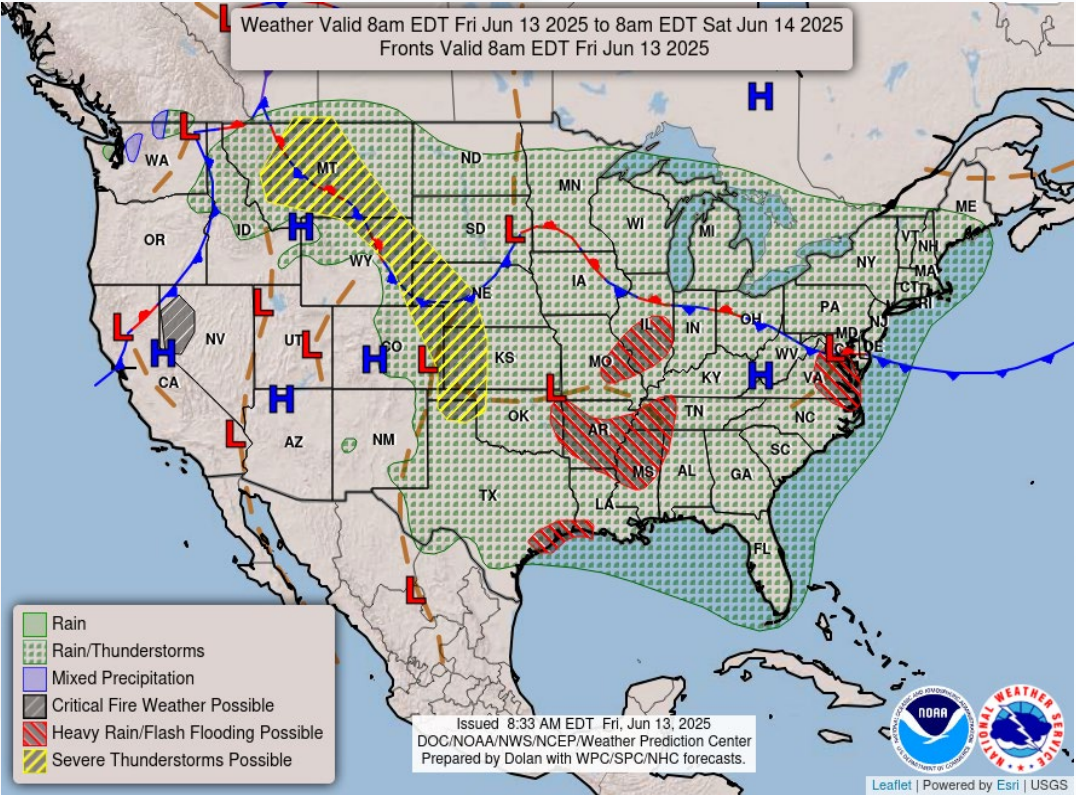 Weather Valid 8am EDT Fri Jun 13 2025 to 8am EDT Sat Jun 14 2025
Fronts Valid 8am EDT Fri Jun 13 2025
L
H
L
WA
MT
ND
MN
ME
OR
ID
H
WY
SD
L
WI
MI
VT
NH
NY
MA
CT
RI
L
H
NV
CA
L
UT
L
H
CO
L
NE
IA
IL
IN
OH
PA
NJ
MD
DE
L
WV
VA
H
KY
MO
KS
L
OK
H
AZ
NM
L
TX
AR
TN
NC
SC
MS
AL
GA
LA
FL
L
Rain
Rain/Thunderstorms
Mixed Precipitation
Critical Fire Weather Possible
Heavy Rain/Flash Flooding Possible
Severe Thunderstorms Possible
Issued 8:33 AM EDT Fri, Jun 13, 2025
DOC/NOAA/NWS/NCEP/Weather Prediction Center
Prepared by Dolan with WPC/SPC/NHC forecasts.
NOAA
NATIONAL WEATHER SERVICE
Leaflet | Powered by Esri | USGS